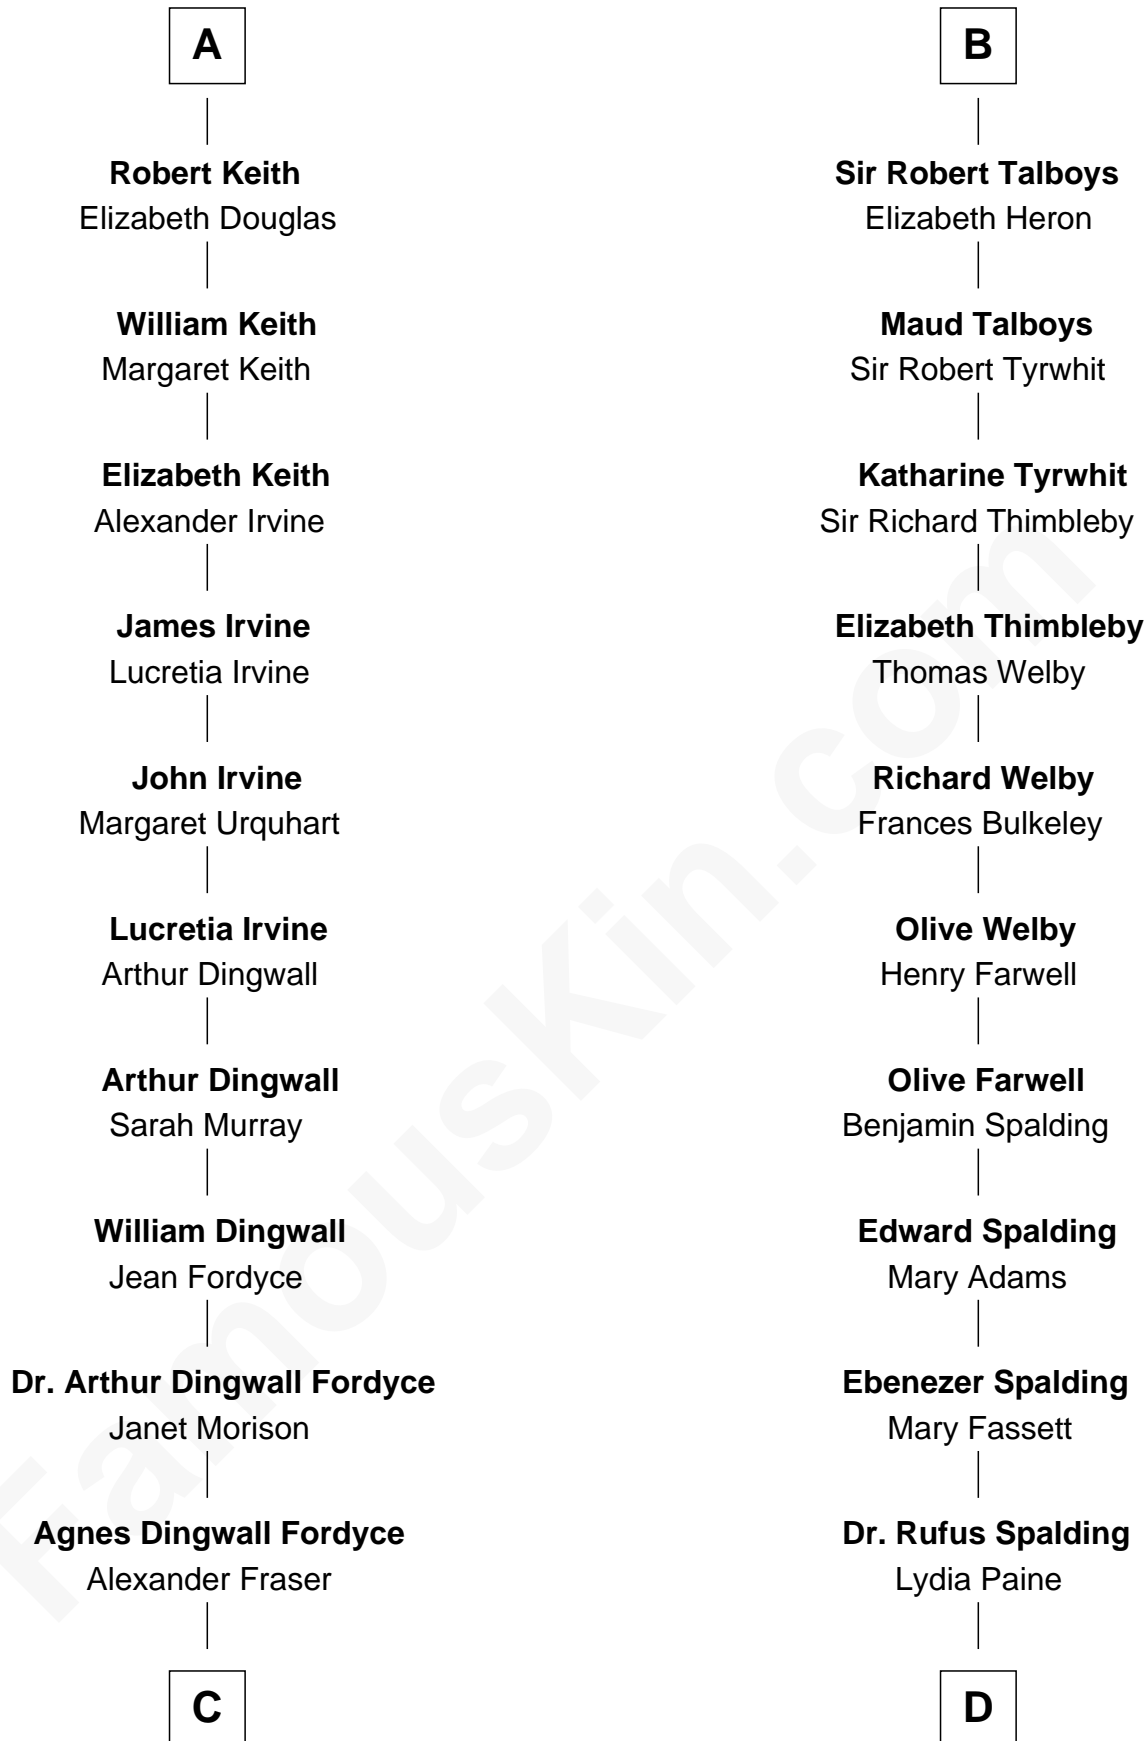 A
Robert Keith
Elizabeth Douglas
William Keith
Margaret Keith
Elizabeth Keith
Alexander Irvine
James Irvine
Lucretia Irvine
John Irvine
Margaret Urquhart
Lucretia Irvine
Arthur Dingwall
Arthur Dingwall
Sarah Murray
William Dingwall
Jean Fordyce
Dr. Arthur Dingwall Fordyce
Janet Morison
Agnes Dingwall Fordyce
Alexander Fraser
C
B
Sir Robert Talboys
Elizabeth Heron
Maud Talboys
Sir Robert Tyrwhit
Katharine Tyrwhit
Sir Richard Thimbleby
Elizabeth Thimbleby
Thomas Welby
Richard Welby
Frances Bulkeley
Olive Welby
Henry Farwell
Olive Farwell
Benjamin Spalding
Edward Spalding
Mary Adams
Ebenezer Spalding
Mary Fassett
Dr. Rufus Spalding
Lydia Paine
D
FamousKin.com